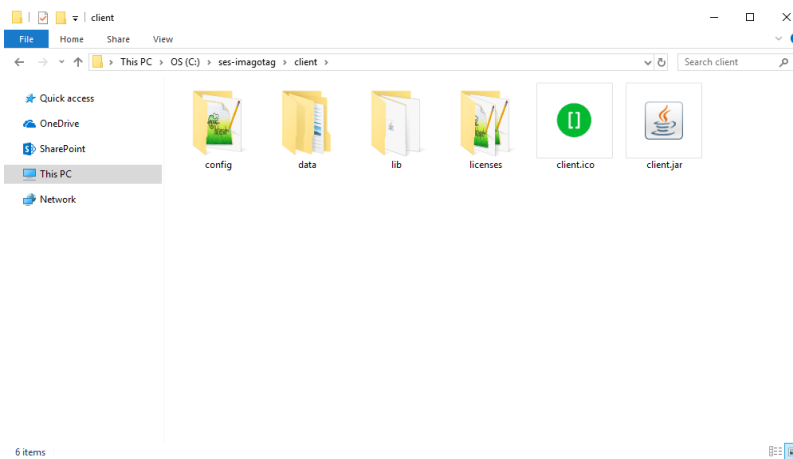 client
File Home Share View
This PC > OS (C:) > ses-imagotag > client >
Search client
Quick access
OneDrive
SharePoint
This PC
Network
config data lib licenses client.ico client.jar
6 items